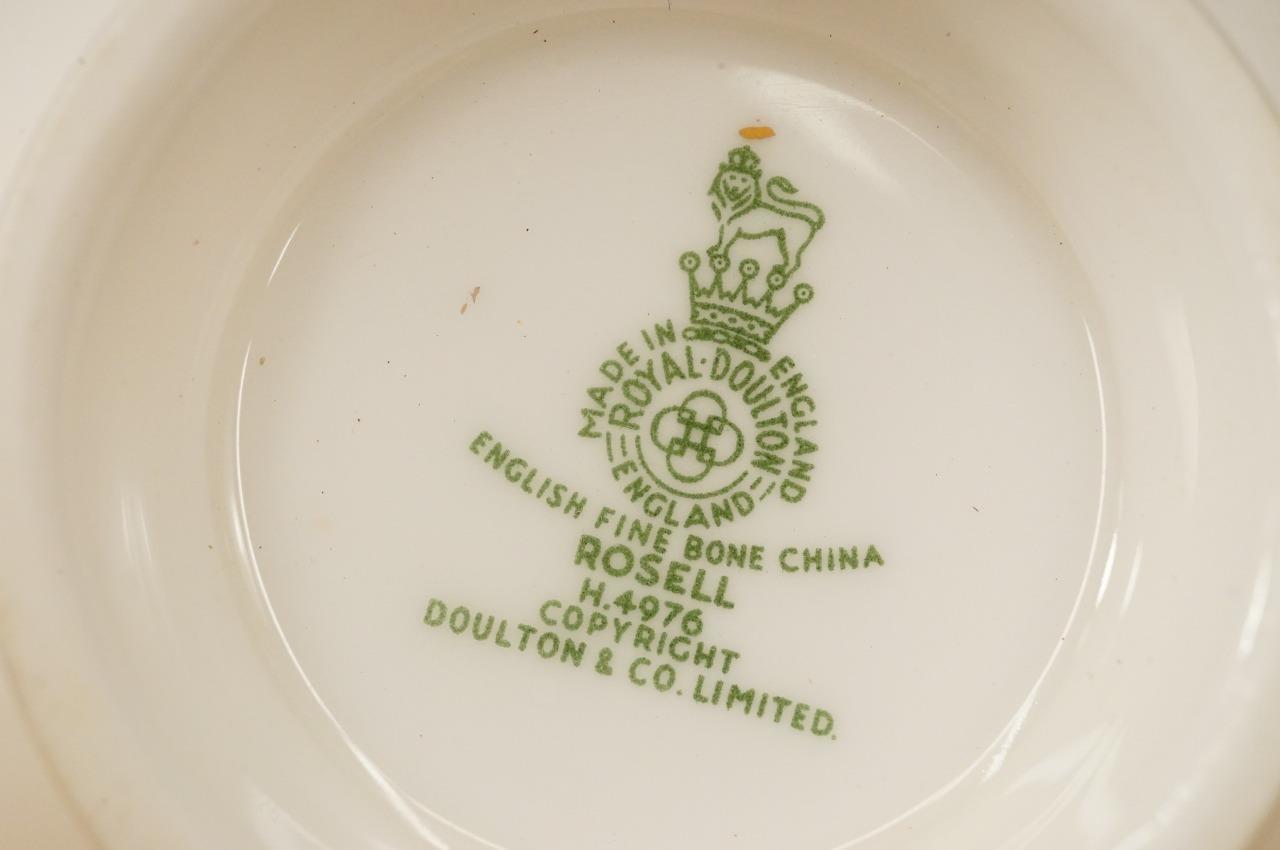 MADE IN ENGLAND
ROYAL·DOULTON
ENGLAND
ENGLISH FINE BONE CHINA
ROSELL
H.4976
COPYRIGHT
DOULTON & CO. LIMITED.